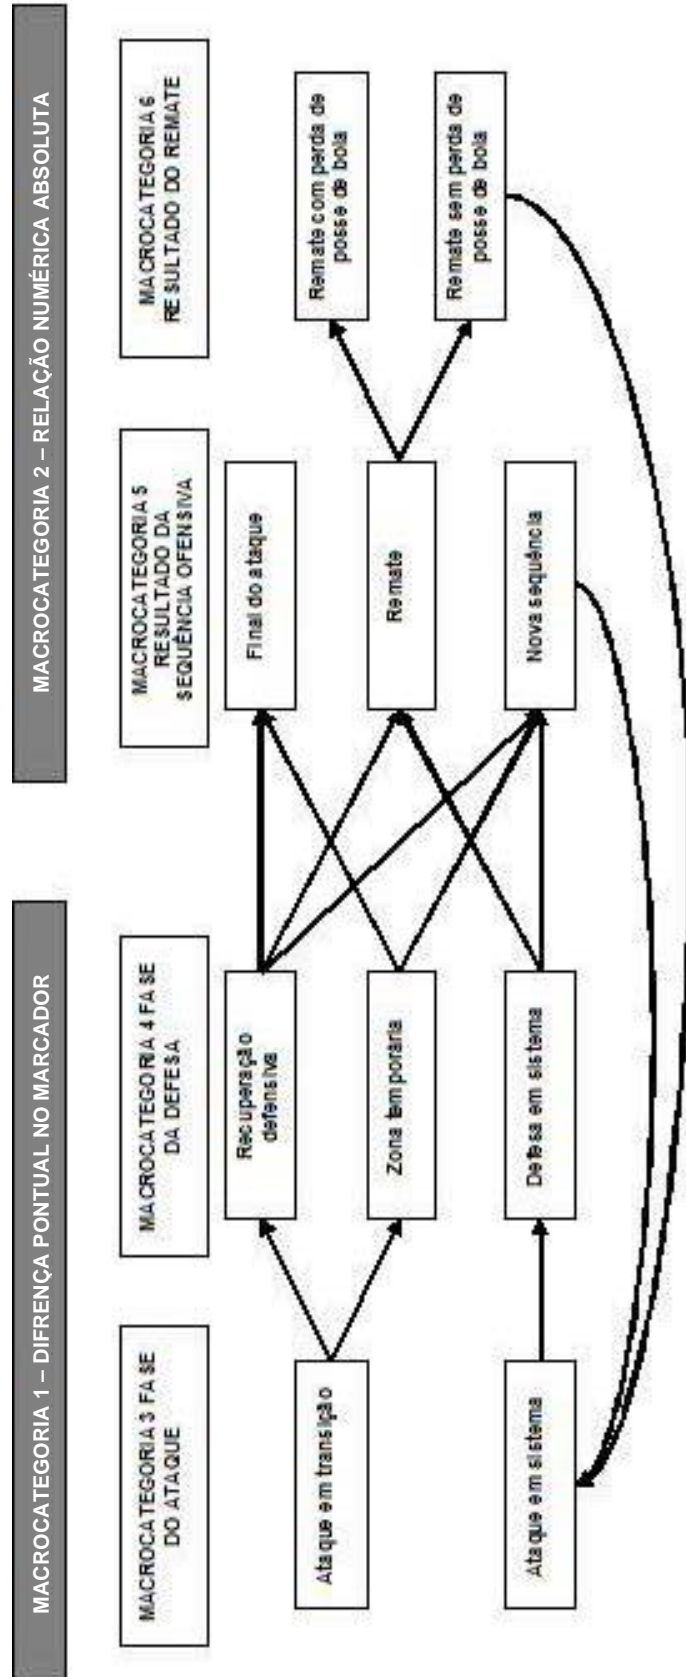 MACROCATEGORIA 1 – DIFRENÇA PONTUAL NO MARCADOR
MACROCATEGORIA 2 – RELAÇÃO NUMÉRICA ABSOLUTA
MACROCATEGORIA 3 FASE
DO ATAQUE
MACROCATEGORIA 4 FASE
DA DEFESA
MACROCATEGORIA 5
RESULTADO DA
SEQUÊNCIA OFENSIVA
MACROCATEGORIA 6
RESULTADO DO REMATE
Ataque em transição
Ataque em sistema
Recuperação
defensiva
Zona temporária
Defesa em sistema
Final do ataque
Remate
Nova sequência
Remate com perda de
posse de bola
Remate sem perda de
posse de bola